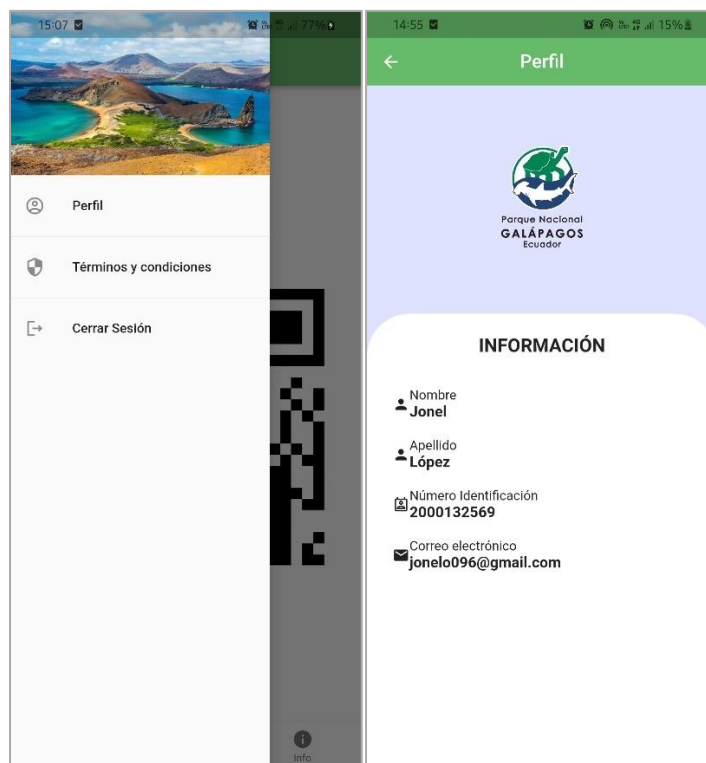 15:07
77%
Perfil
Términos y condiciones
Cerrar Sesión
Info
14:55
15%
Perfil
Parque Nacional
GALÁPAGOS
Ecuador
INFORMACIÓN
Nombre
Jonel
Apellido
López
Número Identificación
2000132569
Correo electrónico
jonelo096@gmail.com